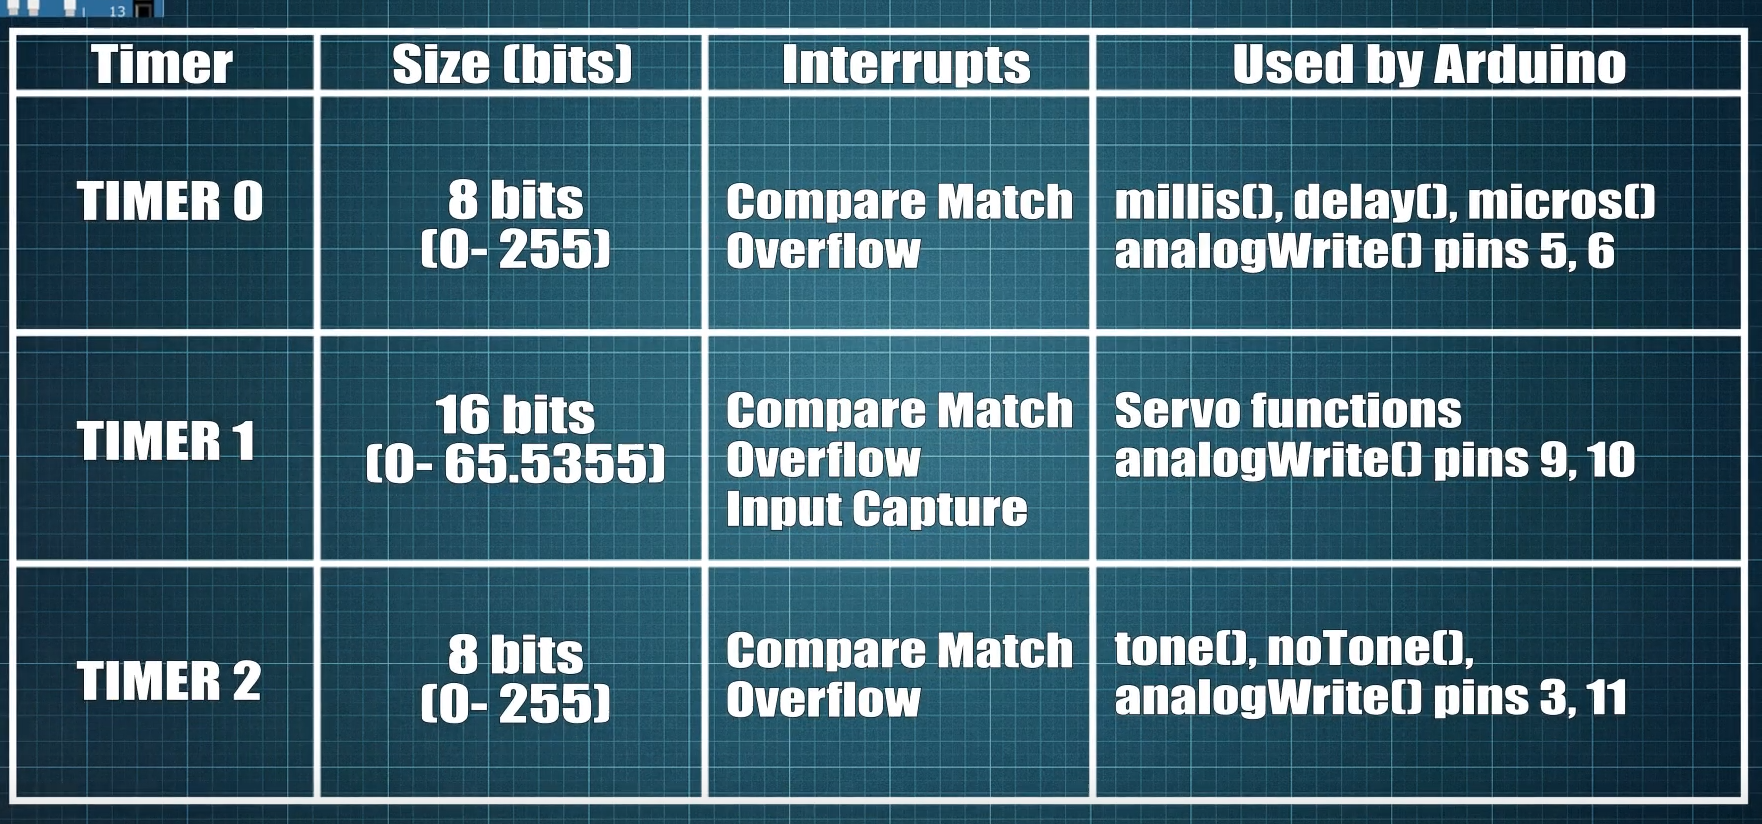 13
Timer
Size (bits)
Interrupts
Used by Arduino
TIMER 0
8 bits
(0- 255)
Compare Match
Overflow
millis(), delay(), micros()
analogWrite() pins 5, 6
TIMER 1
16 bits
(0- 65.5355)
Compare Match
Overflow
Input Capture
Servo functions
analogWrite() pins 9, 10
TIMER 2
8 bits
(0- 255)
Compare Match
Overflow
tone(), noTone(),
analogWrite() pins 3, 11